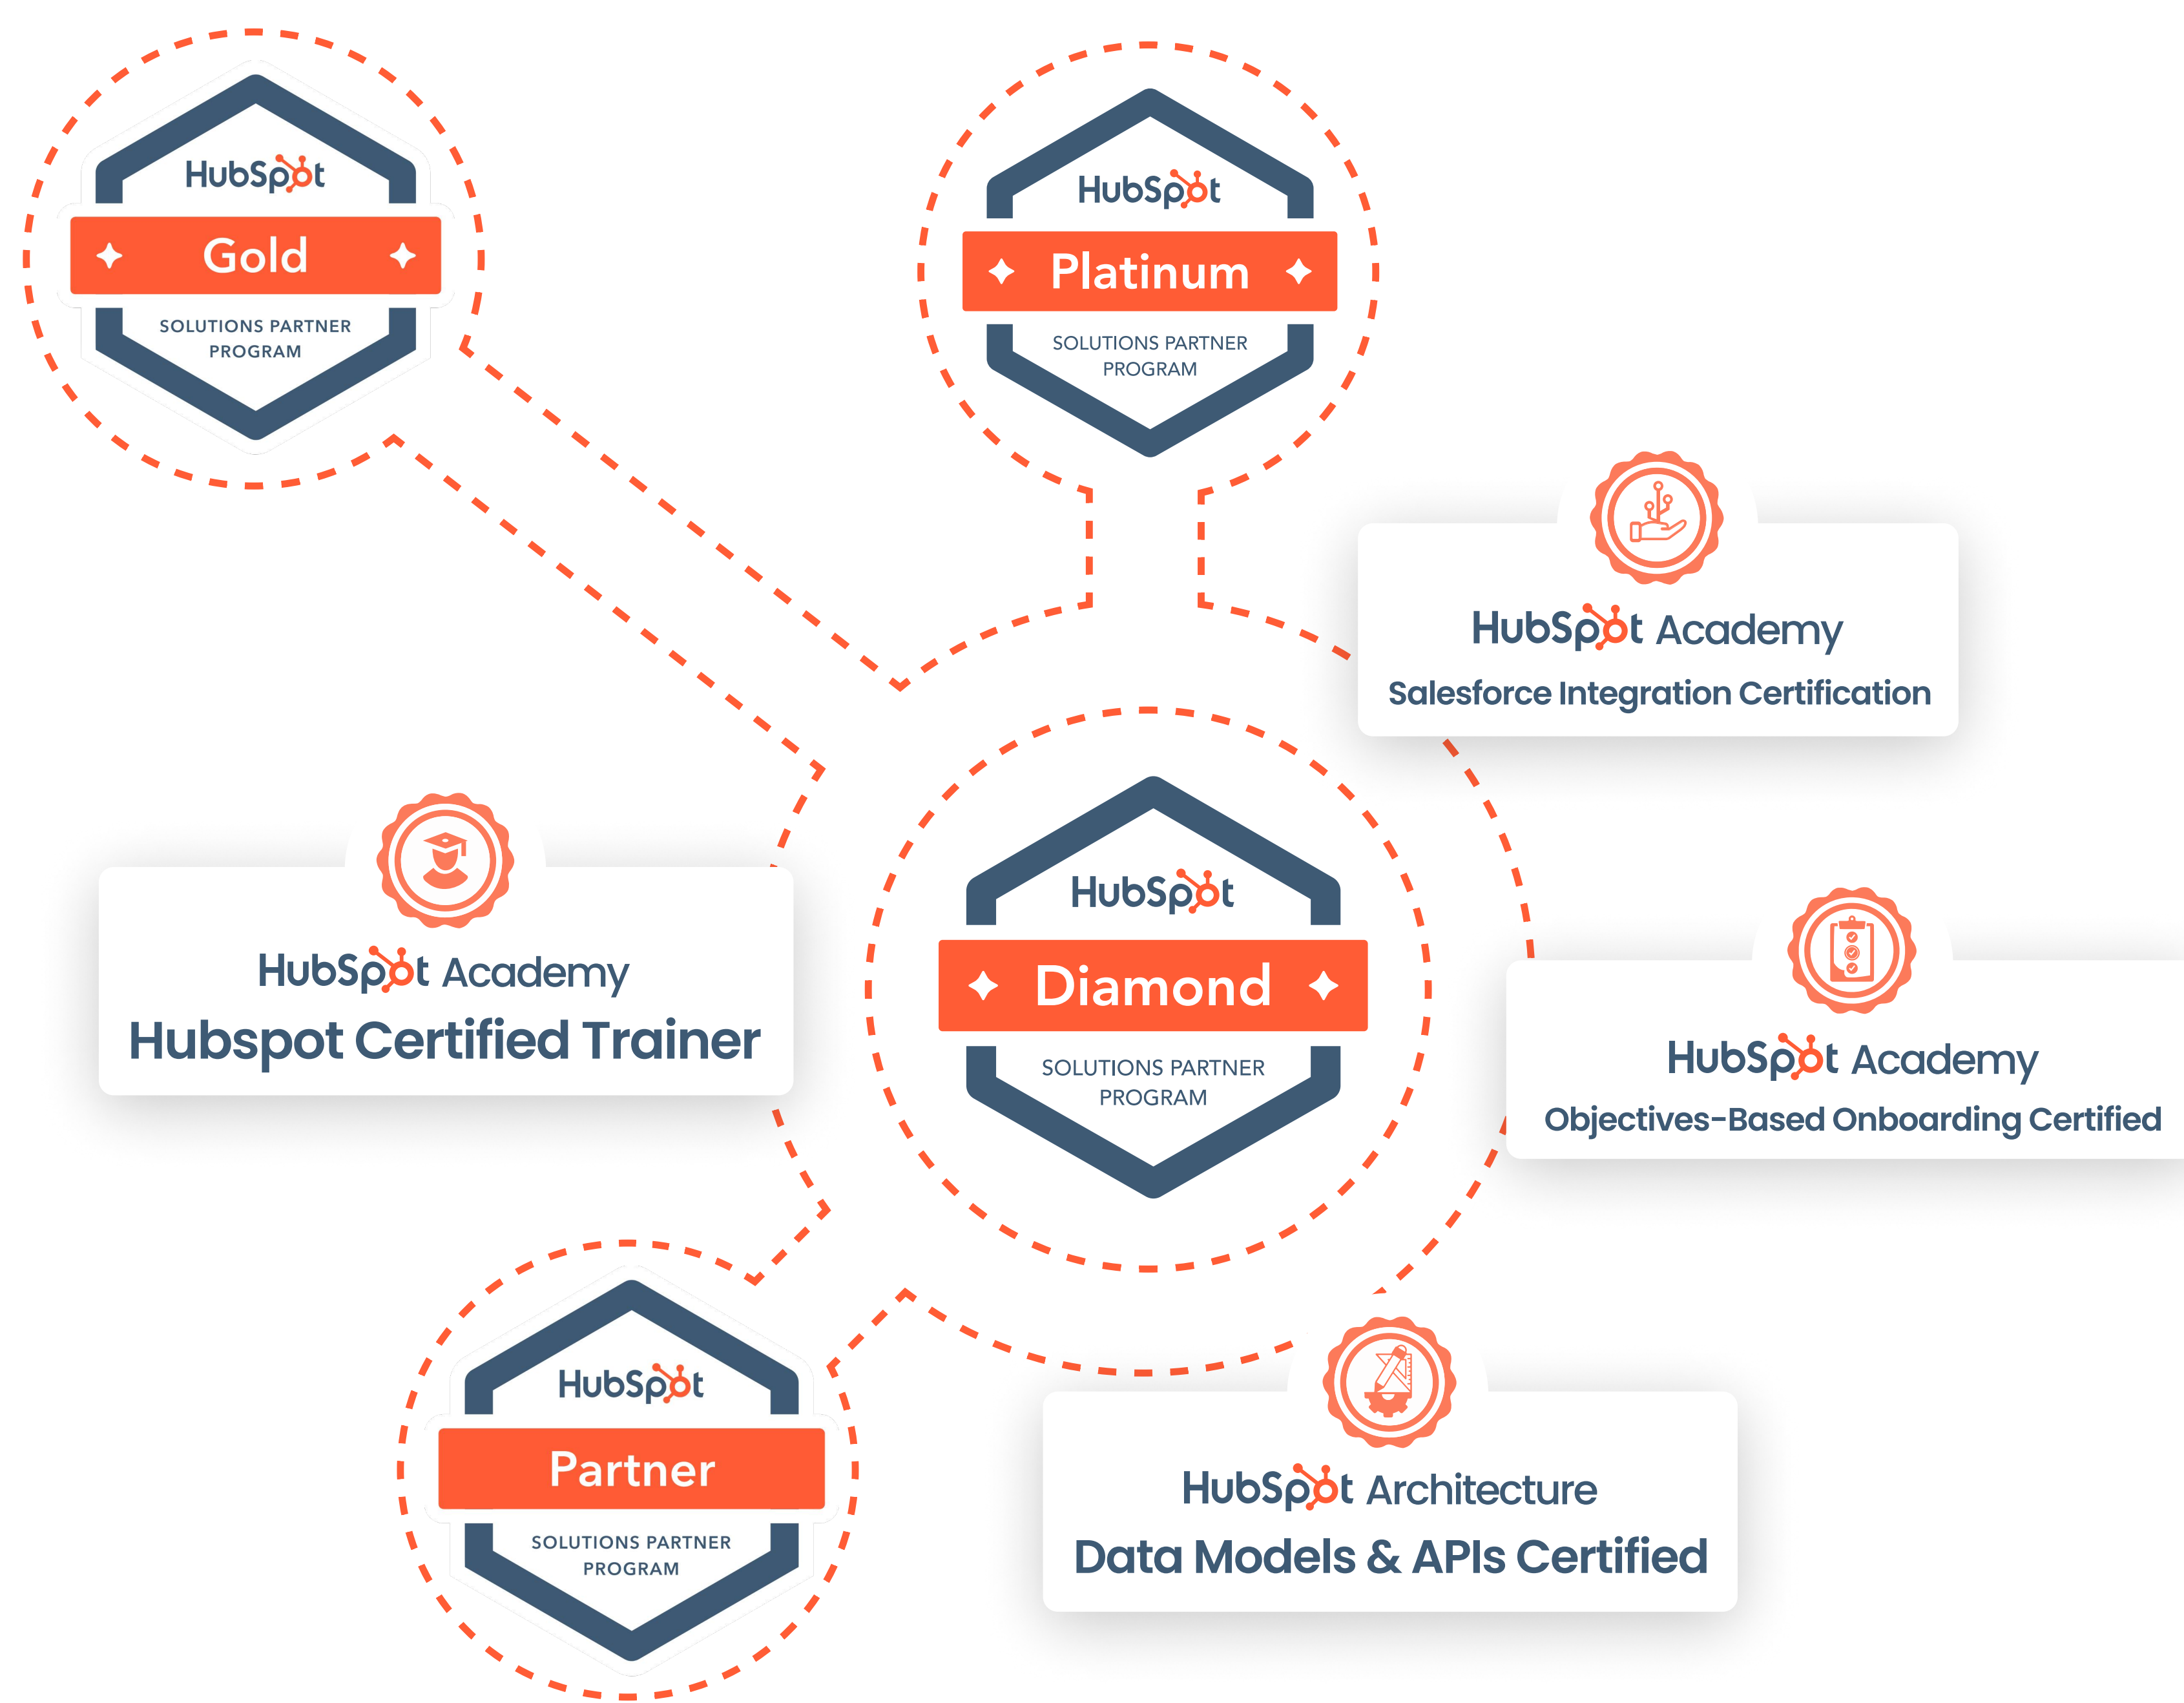 HubSpot
Gold
SOLUTIONS PARTNER
PROGRAM
HubSpot
Platinum
SOLUTIONS PARTNER
PROGRAM
HubSpot Academy
Salesforce Integration Certification
HubSpot Academy
Hubspot Certified Trainer
HubSpot
Diamond
SOLUTIONS PARTNER
PROGRAM
HubSpot Academy
Objectives-Based Onboarding Certified
HubSpot
Partner
SOLUTIONS PARTNER
PROGRAM
HubSpot Architecture
Data Models & APIs Certified